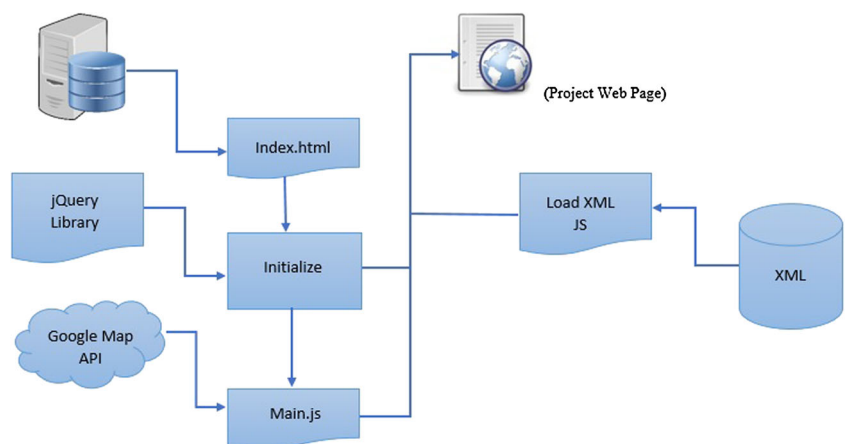 (Project Web Page)
Index.html
jQuery
Library
Load XML
JS
Initialize
XML
Google Map
API
Main.js